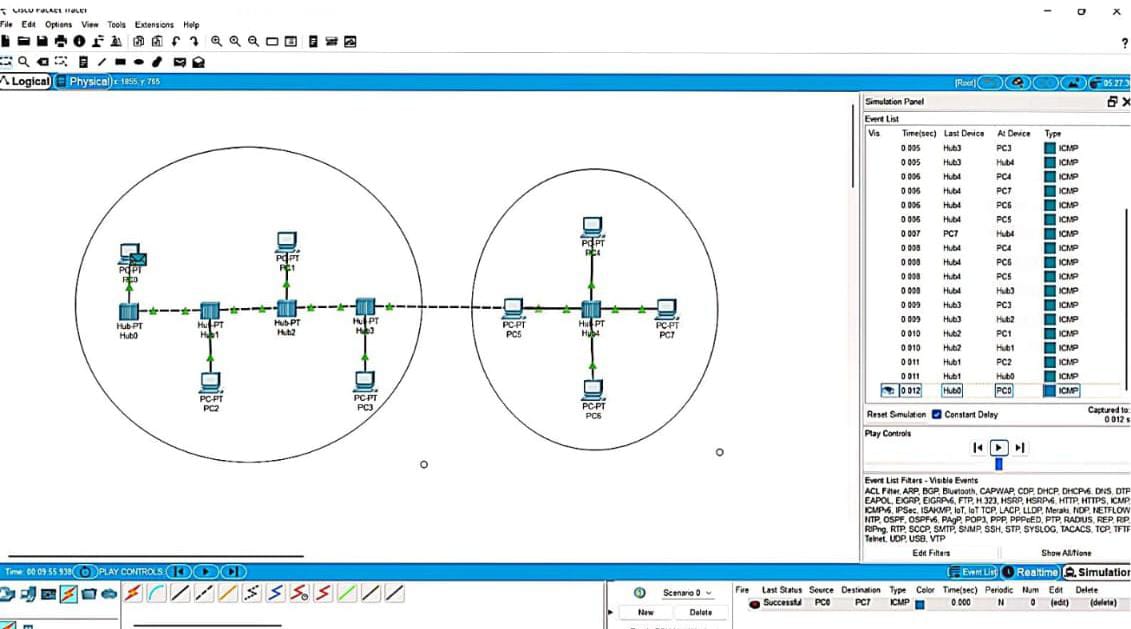 Cisco Packet Tracer
File Edit Options View Tools Extensions Help
?
Logical Physical x: 1855, y: 765
[Root] 05:27:3
PC-PT
PC0
Hub-PT
Hub0
Hub-PT
Hub1
PC-PT
PC2
PC-PT
PC1
Hub-PT
Hub2
Hub-PT
Hub3
PC-PT
PC3
PC-PT
PC4
PC-PT
PC5
Hub-PT
Hub4
PC-PT
PC7
PC-PT
PC6
Simulation Panel
Event List
Vis. Time(sec) Last Device At Device Type
0.005 Hub3 PC3 ICMP
0.005 Hub3 Hub4 ICMP
0.006 Hub4 PC4 ICMP
0.006 Hub4 PC7 ICMP
0.006 Hub4 PC6 ICMP
0.006 Hub4 PC5 ICMP
0.007 PC7 Hub4 ICMP
0.008 Hub4 PC4 ICMP
0.008 Hub4 PC6 ICMP
0.008 Hub4 PC5 ICMP
0.008 Hub4 Hub3 ICMP
0.009 Hub3 PC3 ICMP
0.009 Hub3 Hub2 ICMP
0.010 Hub2 PC1 ICMP
0.010 Hub2 Hub1 ICMP
0.011 Hub1 PC2 ICMP
0.011 Hub1 Hub0 ICMP
0.012 Hub0 PC0 ICMP
Reset Simulation Constant Delay Captured to:
0.012 s
Play Controls
Event List Filters - Visible Events
ACL Filter, ARP, BGP, Bluetooth, CAPWAP, CDP, DHCP, DHCPv6, DNS, DTP
EAPOL, EIGRP, EIGRPv6, FTP, H.323, HSRP, HSRPv6, HTTP, HTTPS, ICMP,
ICMPv6, IPSec, ISAKMP, IoT, IoT TCP, LACP, LLDP, Meraki, NDP, NETFLOW
NTP, OSPF, OSPFv6, PAgP, POP3, PPP, PPPoED, PTP, RADIUS, REP, RIP,
RIPng, RTP, SCCP, SMTP, SNMP, SSH, STP, SYSLOG, TACACS, TCP, TFTP
Telnet, UDP, USB, VTP
Edit Filters Show All/None
Time: 00:09:55.938 PLAY CONTROLS:
Event List Realtime Simulation
Scenario 0
New Delete
Fire Last Status Source Destination Type Color Time(sec) Periodic Num Edit Delete
Successful PC0 PC7 ICMP 0.000 N 0 (edit) (delete)